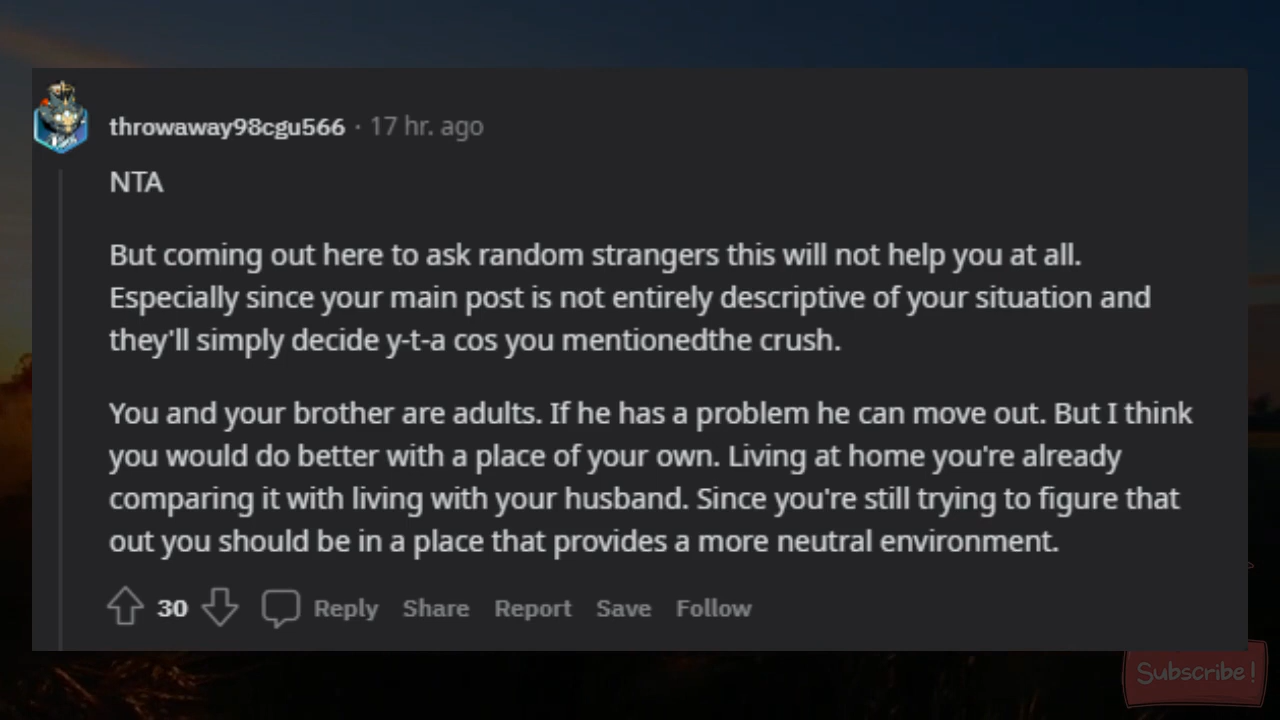 throwaway98cgu566 · 17 hr. ago
NTA
But coming out here to ask random strangers this will not help you at all.
Especially since your main post is not entirely descriptive of your situation and
they'll simply decide y-t-a cos you mentionedthe crush.
You and your brother are adults. If he has a problem he can move out. But I think
you would do better with a place of your own. Living at home you're already
comparing it with living with your husband. Since you're still trying to figure that
out you should be in a place that provides a more neutral environment.
30 Reply Share Report Save Follow
Subscribe!